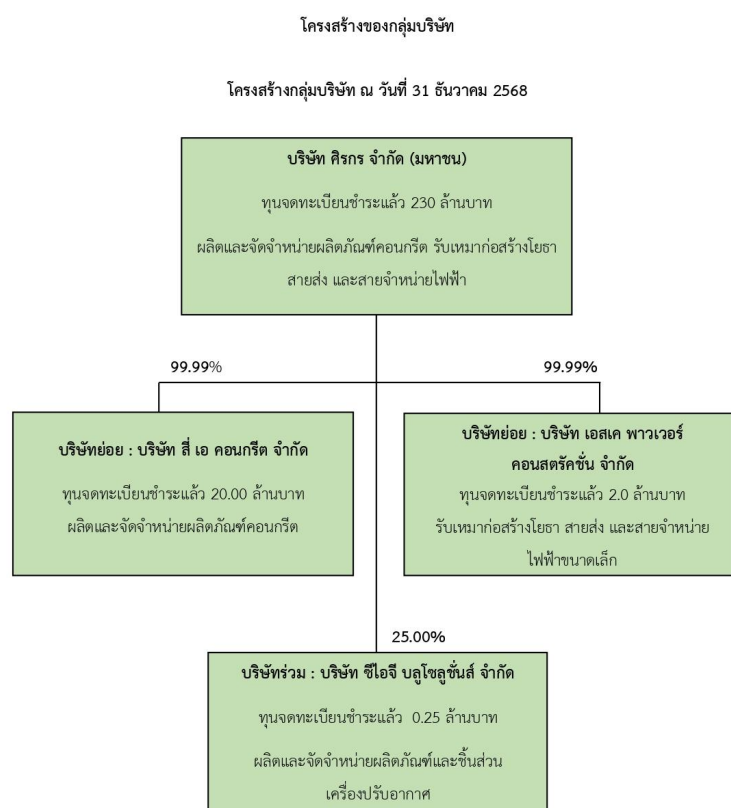 โครงสร้างของกลุ่มบริษัท
โครงสร้างกลุ่มบริษัท ณ วันที่ 31 ธันวาคม 2568
บริษัท ศิรกร จำกัด (มหาชน)
ทุนจดทะเบียนชำระแล้ว 230 ล้านบาท
ผลิตและจัดจำหน่ายผลิตภัณฑ์คอนกรีต รับเหมาก่อสร้างโยธา
สายส่ง และสายจำหน่ายไฟฟ้า
99.99%
99.99%
บริษัทย่อย : บริษัท สี่ เอ คอนกรีต จำกัด
ทุนจดทะเบียนชำระแล้ว 20.00 ล้านบาท
ผลิตและจัดจำหน่ายผลิตภัณฑ์คอนกรีต
บริษัทย่อย : บริษัท เอสเค พาวเวอร์
คอนสตรัคชั่น จำกัด
ทุนจดทะเบียนชำระแล้ว 2.0 ล้านบาท
รับเหมาก่อสร้างโยธา สายส่ง และสายจำหน่าย
ไฟฟ้าขนาดเล็ก
25.00%
บริษัทร่วม : บริษัท ซีไอจี บลูโซลูชั่นส์ จำกัด
ทุนจดทะเบียนชำระแล้ว 0.25 ล้านบาท
ผลิตและจัดจำหน่ายผลิตภัณฑ์และชิ้นส่วน
เครื่องปรับอากาศ